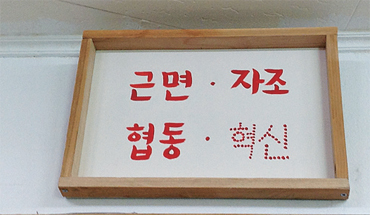 근면 · 자조
협동 · 혁신